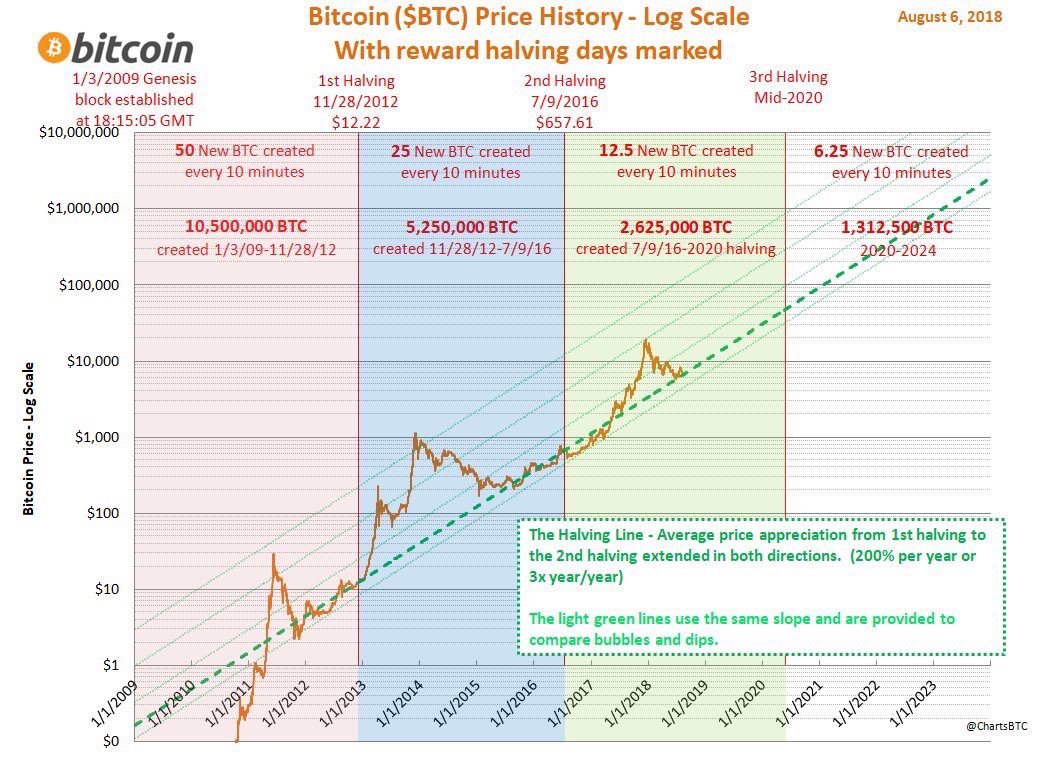 Bitcoin ($BTC) Price History - Log Scale
With reward halving days marked
August 6, 2018
bitcoin
1/3/2009 Genesis
block established
at 18:15:05 GMT
1st Halving
11/28/2012
$12.22
2nd Halving
7/9/2016
$657.61
3rd Halving
Mid-2020
50 New BTC created
every 10 minutes
10,500,000 BTC
created 1/3/09-11/28/12
25 New BTC created
every 10 minutes
5,250,000 BTC
created 11/28/12-7/9/16
12.5 New BTC created
every 10 minutes
2,625,000 BTC
created 7/9/16-2020 halving
6.25 New BTC created
every 10 minutes
1,312,500 BTC
2020-2024
Bitcoin Price - Log Scale
$10,000,000
$1,000,000
$100,000
$10,000
$1,000
$100
$10
$1
$0
The Halving Line - Average price appreciation from 1st halving to
the 2nd halving extended in both directions. (200% per year or
3x year/year)
The light green lines use the same slope and are provided to
compare bubbles and dips.
1/1/2009
1/1/2010
1/1/2011
1/1/2012
1/1/2013
1/1/2014
1/1/2015
1/1/2016
1/1/2017
1/1/2018
1/1/2019
1/1/2020
1/1/2021
1/1/2022
1/1/2023
@ChartsBTC